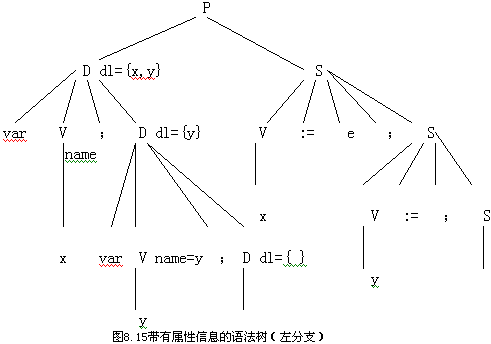 P
D dl={x,y} S
var V ; D dl={y} V := e ; S
name
x V := ; S
x var V name=y ; D dl={ }
y
y
图8.15带有属性信息的语法树（左分支）